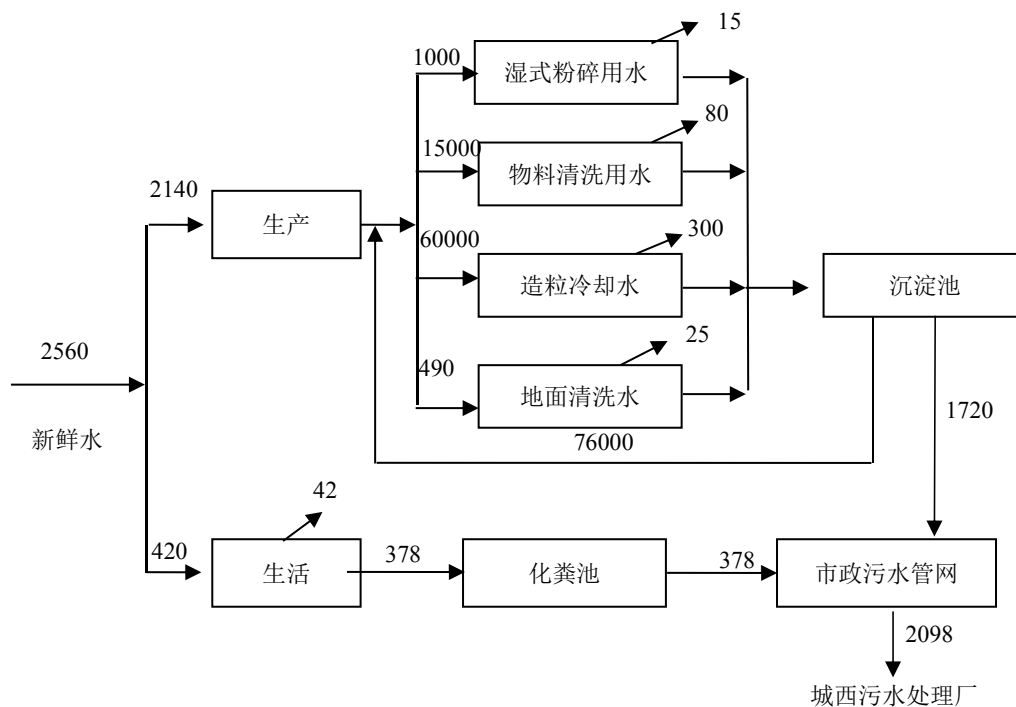 15
1000
湿式粉碎用水
80
15000
物料清洗用水
2140
生产
60000
300
造粒冷却水
沉淀池
2560
新鲜水
25
490
地面清洗水
76000
1720
42
420
生活
378
化粪池
378
市政污水管网
2098
城西污水处理厂